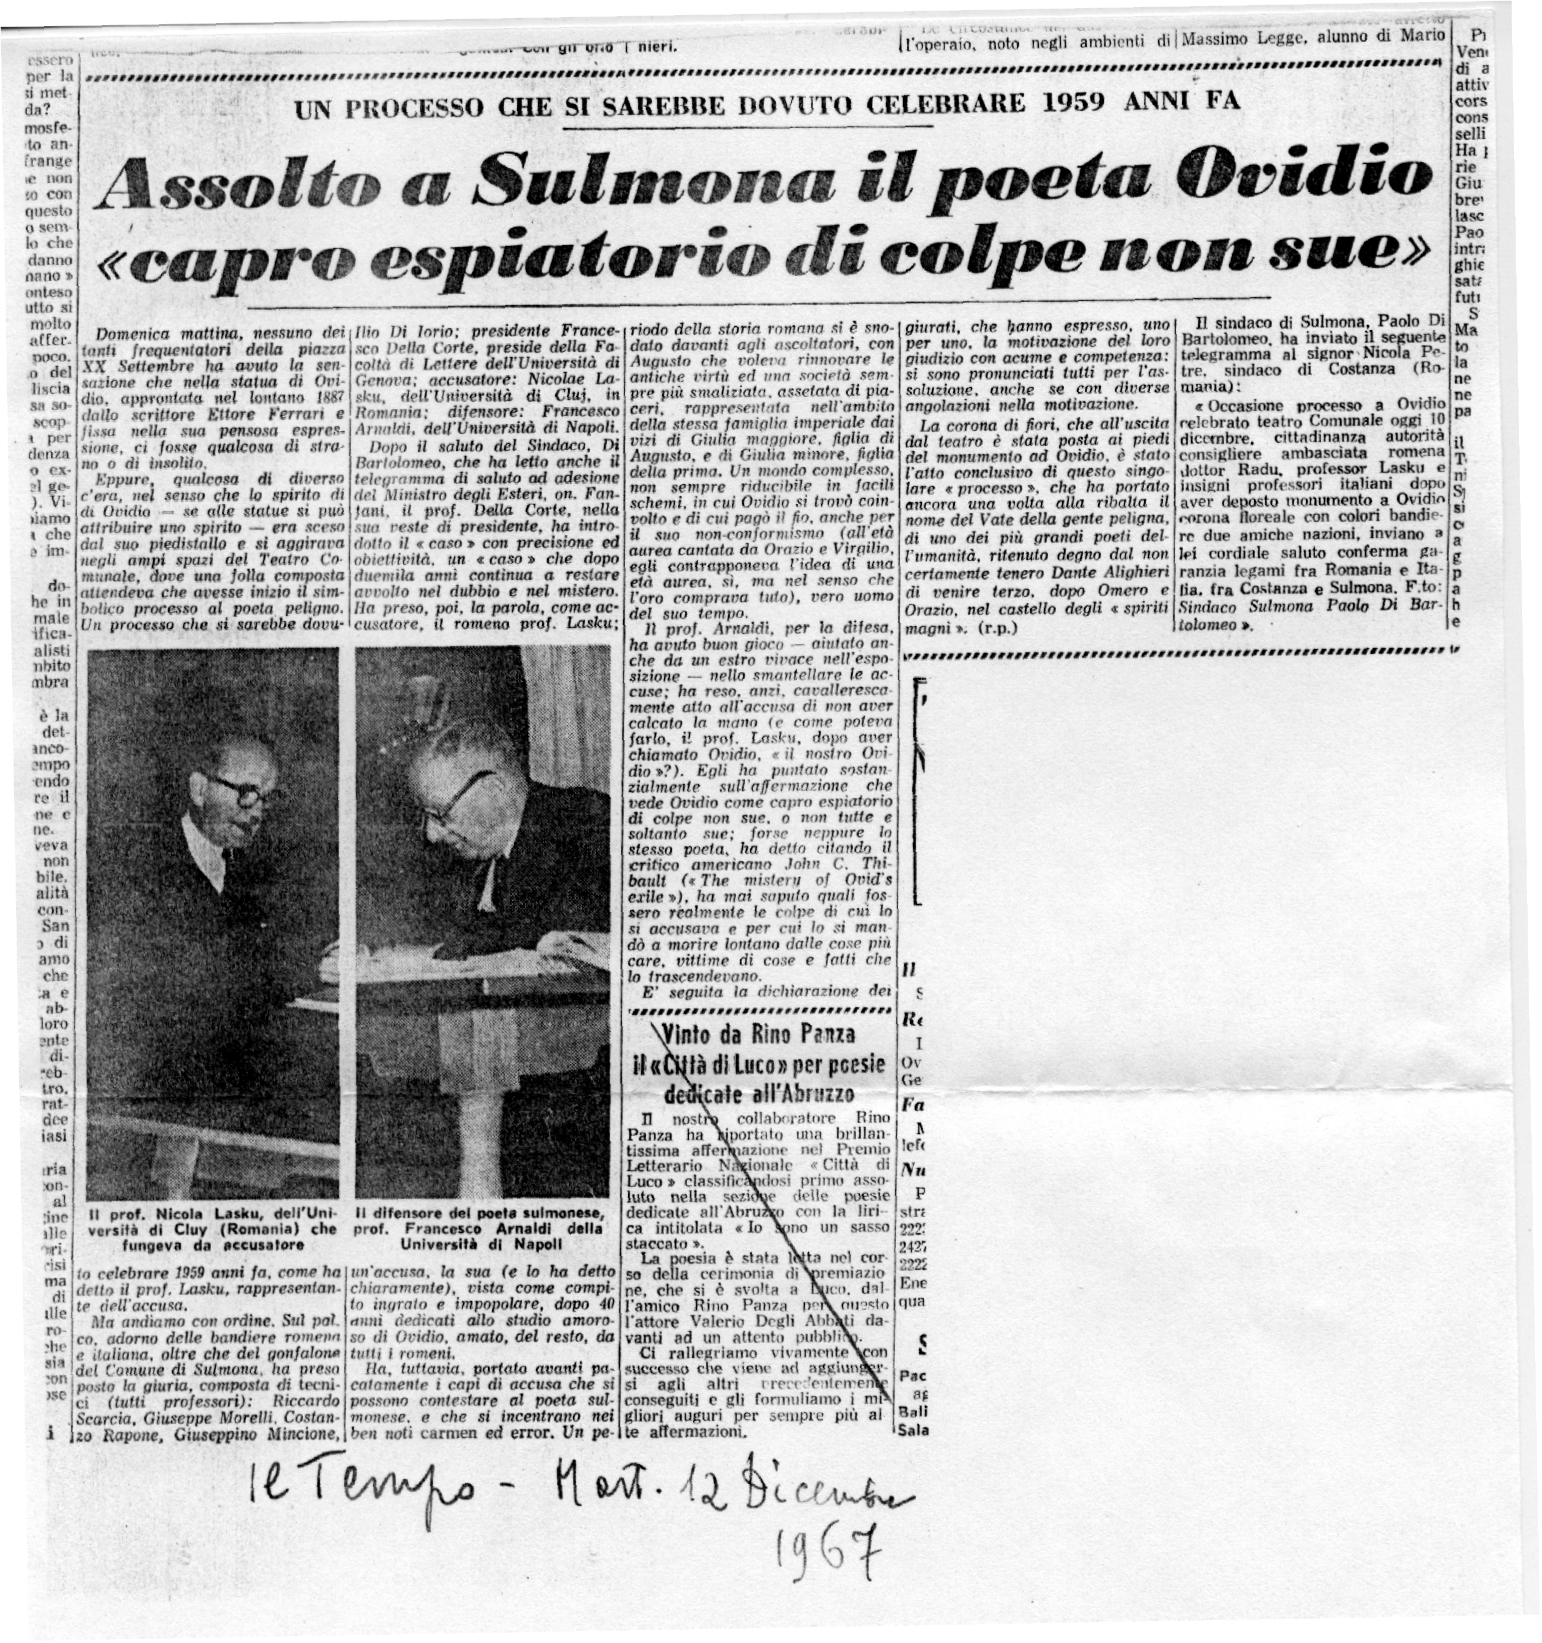 l'operaio, noto negli ambienti di
Massimo Legge, alunno di Mario
UN PROCESSO CHE SI SAREBBE DOVUTO CELEBRARE 1959 ANNI FA
Assolto a Sulmona il poeta Ovidio
«capro espiatorio di colpe non sue»
Domenica mattina, nessuno dei
tanti frequentatori della piazza
XX Settembre ha avuto la sen-
sazione che nella statua di Ovi-
dio, approntata nel lontano 1887
dallo scrittore Ettore Ferrari e
fissa nella sua pensosa espres-
sione, ci fosse qualcosa di stra-
no o di insolito.
Eppure, qualcosa di diverso
c'era, nel senso che lo spirito di
di Ovidio — se alle statue si può
attribuire uno spirito — era sceso
dal suo piedistallo e si aggirava
negli ampi spazi del Teatro Co-
munale, dove una folla composta
attendeva che avesse inizio il sim-
bolico processo al poeta peligno.
Un processo che si sarebbe dovu-
Il prof. Nicola Lasku, dell'Uni-
versità di Cluy (Romania) che
fungeva da accusatore
to celebrare 1959 anni fa, come ha
detto il prof. Lasku, rappresentan-
te dell'accusa.
Ma andiamo con ordine. Sul pal-
co, adorno delle bandiere romena
e italiana, oltre che del gonfalone
del Comune di Sulmona, ha preso
posto la giuria, composta di tecni-
ci (tutti professori): Riccardo
Scarcia, Giuseppe Morelli, Costan-
zo Rapone, Giuseppino Mincione,
Ilio Di Iorio; presidente France-
sco Della Corte, preside della Fa-
coltà di Lettere dell'Università di
Genova; accusatore: Nicolae La-
sku, dell'Università di Cluj, in
Romania; difensore: Francesco
Arnaldi, dell'Università di Napoli.
Dopo il saluto del Sindaco, Di
Bartolomeo, che ha letto anche il
telegramma di saluto ad adesione
del Ministro degli Esteri, on. Fan-
fani, il prof. Della Corte, nella
sua veste di presidente, ha intro-
dotto il «caso» con precisione ed
obiettività, un «caso» che dopo
duemila anni continua a restare
avvolto nel dubbio e nel mistero.
Ha preso, poi, la parola, come ac-
cusatore, il romeno prof. Lasku;
Il difensore del poeta sulmonese,
prof. Francesco Arnaldi della
Università di Napoli
un'accusa, la sua (e lo ha detto
chiaramente), vista come compi-
to ingrato e impopolare, dopo 40
anni dedicati allo studio amoro-
so di Ovidio, amato, del resto, da
tutti i romeni.
Ha, tuttavia, portato avanti pa-
catamente i capi di accusa che si
possono contestare al poeta sul-
monese, e che si incentrano nei
ben noti carmen ed error. Un pe-
riodo della storia romana si è sno-
dato davanti agli ascoltatori, con
Augusto che voleva rinnovare le
antiche virtù ed una società sem-
pre più smaliziata, assetata di pia-
ceri, rappresentata nell'ambito
della stessa famiglia imperiale dai
vizi di Giulia maggiore, figlia di
Augusto, e di Giulia minore, figlia
della prima. Un mondo complesso,
non sempre riducibile in facili
schemi, in cui Ovidio si trovò coin-
volto e di cui pagò il fio, anche per
il suo non-conformismo (all'età
aurea cantata da Orazio e Virgilio,
egli contrapponeva l'idea di una
età aurea, sì, ma nel senso che
l'oro comprava tuto), vero uomo
del suo tempo.
Il prof. Arnaldi, per la difesa,
ha avuto buon gioco — aiutato an-
che da un estro vivace nell'espo-
sizione — nello smantellare le ac-
cuse; ha reso, anzi, cavalleresca-
mente atto all'accusa di non aver
calcato la mano (e come poteva
farlo, il prof. Lasku, dopo aver
chiamato Ovidio, «il nostro Ovi-
dio»?). Egli ha puntato sostan-
zialmente sull'affermazione che
vede Ovidio come capro espiatorio
di colpe non sue, o non tutte e
soltanto sue; forse neppure lo
stesso poeta, ha detto citando il
critico americano John C. Thi-
bault («The mistery of Ovid's
exile»), ha mai saputo quali fos-
sero realmente le colpe di cui lo
si accusava e per cui lo si man-
dò a morire lontano dalle cose più
care, vittime di cose e fatti che
lo trascendevano.
E' seguita la dichiarazione dei
giurati, che hanno espresso, uno
per uno, la motivazione del loro
giudizio con acume e competenza:
si sono pronunciati tutti per l'as-
soluzione, anche se con diverse
angolazioni nella motivazione.
La corona di fiori, che all'uscita
dal teatro è stata posta ai piedi
del monumento ad Ovidio, è stato
l'atto conclusivo di questo singo-
lare «processo», che ha portato
ancora una volta alla ribalta il
nome del Vate della gente peligna,
di uno dei più grandi poeti del-
l'umanità, ritenuto degno dal non
certamente tenero Dante Alighieri
di venire terzo, dopo Omero e
Orazio, nel castello degli «spiriti
magni». (r.p.)
Il sindaco di Sulmona, Paolo Di
Bartolomeo, ha inviato il seguente
telegramma al signor Nicola Pe-
tre, sindaco di Costanza (Ro-
mania):
«Occasione processo a Ovidio
celebrato teatro Comunale oggi 10
dicembre, cittadinanza autorità
consigliere ambasciata romena
dottor Radu, professor Lasku e
insigni professori italiani dopo
aver deposto monumento a Ovidio
corona floreale con colori bandie-
re due amiche nazioni, inviano a
lei cordiale saluto conferma ga-
ranzia legami fra Romania e Ita-
lia, fra Costanza e Sulmona. F.to:
Sindaco Sulmona Paolo Di Bar-
tolomeo».
Vinto da Rino Panza
il «Città di Luco» per poesie
dedicate all'Abruzzo
Il nostro collaboratore Rino
Panza ha riportato una brillan-
tissima affermazione nel Premio
Letterario Nazionale «Città di
Luco» classificandosi primo asso-
luto nella sezione delle poesie
dedicate all'Abruzzo con la liri-
ca intitolata «Io sono un sasso
staccato».
La poesia è stata letta nel cor-
so della cerimonia di premiazio
ne, che si è svolta a Luco, dal-
l'amico Rino Panza per questo
l'attore Valerio Degli Abbati da-
vanti ad un attento pubblico.
Ci rallegriamo vivamente con
successo che viene ad aggiunger-
si agli altri precedentemente
conseguiti e gli formuliamo i mi-
gliori auguri per sempre più al
te affermazioni.
Il Tempo - Mart. 12 Dicembre
1967